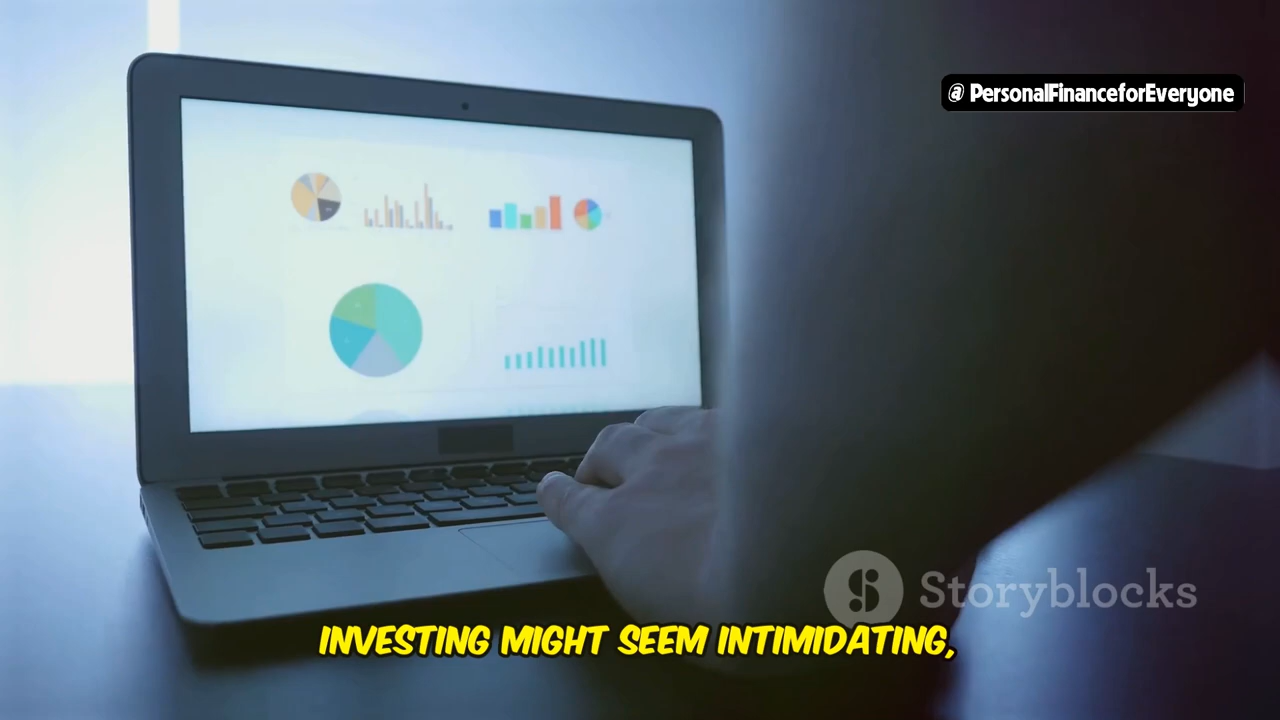 @ PersonalFinanceforEveryone
Storyblocks
INVESTING MIGHT SEEM INTIMIDATING,